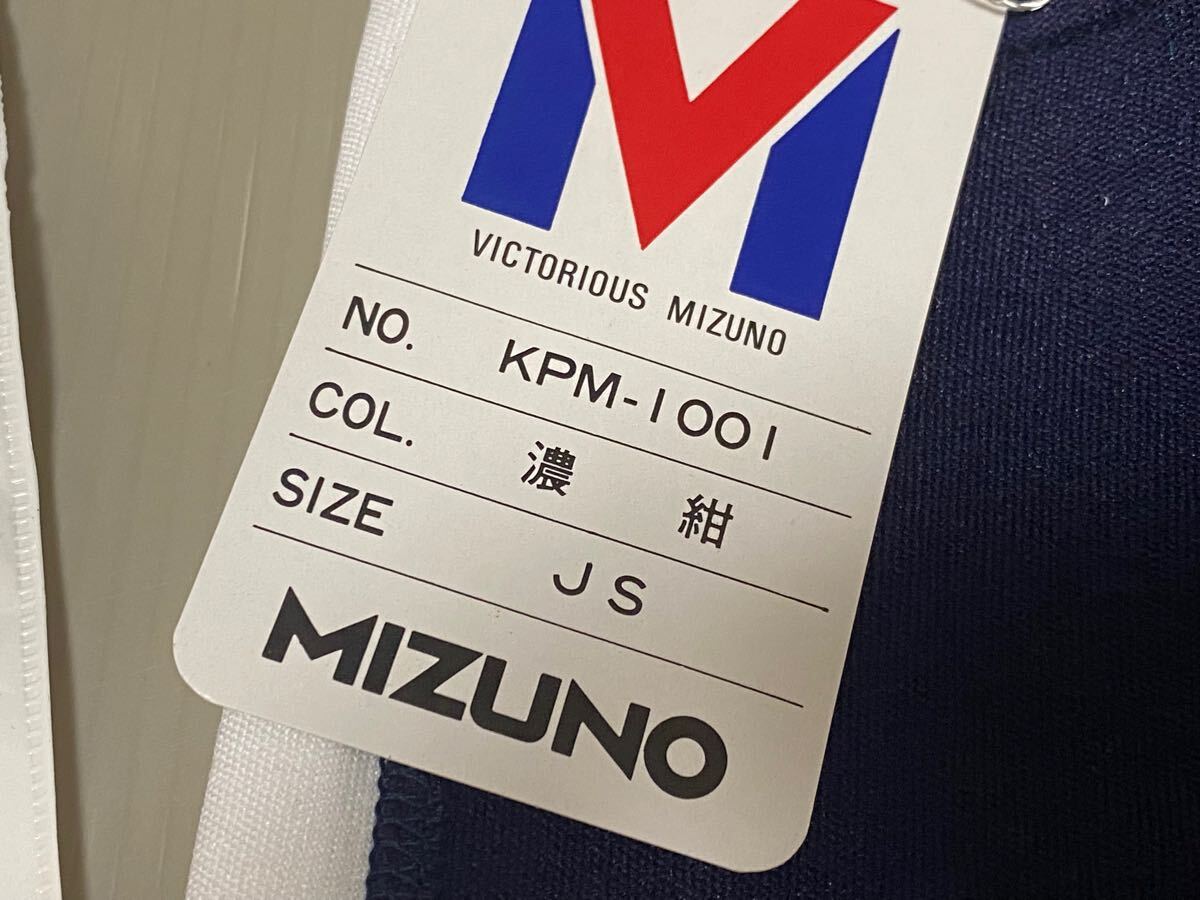 VICTORIOUS MIZUNO
NO. KPM-1001
COL. 濃 紺
SIZE JS
MIZUNO